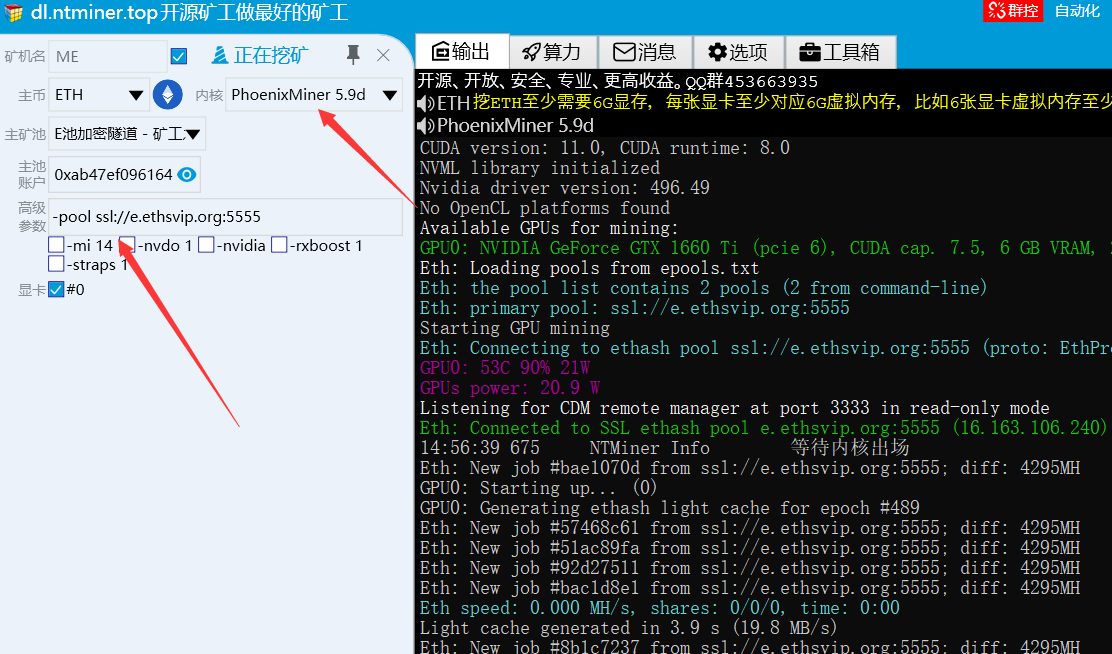 dl.ntminer.top 开源矿工做最好的矿工
群控 自动化
矿机名 ME 正在挖矿
主币 ETH 内核 PhoenixMiner 5.9d
主矿池 E池加密隧道 - 矿工
主池账户 0xab47ef096164
高级参数 -pool ssl://e.ethsvip.org:5555
-mi 14 -nvdo 1 -nvidia -rxboost 1
-straps 1
显卡 #0
输出 算力 消息 选项 工具箱
开源、开放、安全、专业、更高收益。QQ群453663935
ETH 挖ETH至少需要6G显存, 每张显卡至少对应6G虚拟内存, 比如6张显卡虚拟内存至少
PhoenixMiner 5.9d
CUDA version: 11.0, CUDA runtime: 8.0
NVML library initialized
Nvidia driver version: 496.49
No OpenCL platforms found
Available GPUs for mining:
GPU0: NVIDIA GeForce GTX 1660 Ti (pcie 6), CUDA cap. 7.5, 6 GB VRAM,
Eth: Loading pools from epools.txt
Eth: the pool list contains 2 pools (2 from command-line)
Eth: primary pool: ssl://e.ethsvip.org:5555
Starting GPU mining
Eth: Connecting to ethash pool ssl://e.ethsvip.org:5555 (proto: EthPr
GPU0: 53C 90% 21W
GPUs power: 20.9 W
Listening for CDM remote manager at port 3333 in read-only mode
Eth: Connected to SSL ethash pool e.ethsvip.org:5555 (16.163.106.240)
14:56:39 675 NTMiner Info 等待内核出场
Eth: New job #bae1070d from ssl://e.ethsvip.org:5555; diff: 4295MH
GPU0: Starting up... (0)
GPU0: Generating ethash light cache for epoch #489
Eth: New job #57468c61 from ssl://e.ethsvip.org:5555; diff: 4295MH
Eth: New job #51ac89fa from ssl://e.ethsvip.org:5555; diff: 4295MH
Eth: New job #92d27511 from ssl://e.ethsvip.org:5555; diff: 4295MH
Eth: New job #bac1d8e1 from ssl://e.ethsvip.org:5555; diff: 4295MH
Eth speed: 0.000 MH/s, shares: 0/0/0, time: 0:00
Light cache generated in 3.9 s (19.8 MB/s)
Eth: New job #8b1c7237 from ssl://e.ethsvip.org:5555; diff: 4295MH